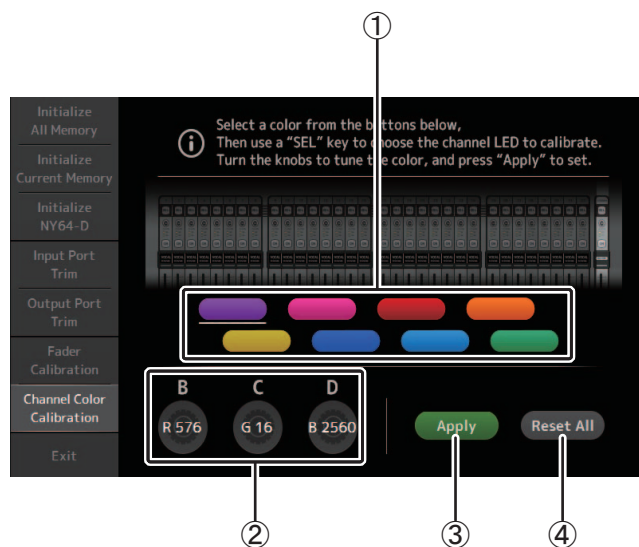 ①
Initialize
All Memory
Initialize
Current Memory
Initialize
NY64-D
Input Port
Trim
Output Port
Trim
Fader
Calibration
Channel Color
Calibration
Exit
Select a color from the buttons below,
Then use a "SEL" key to choose the channel LED to calibrate.
Turn the knobs to tune the color, and press "Apply" to set.
B C D
R 576 G 16 B 2560
Apply Reset All
② ③ ④